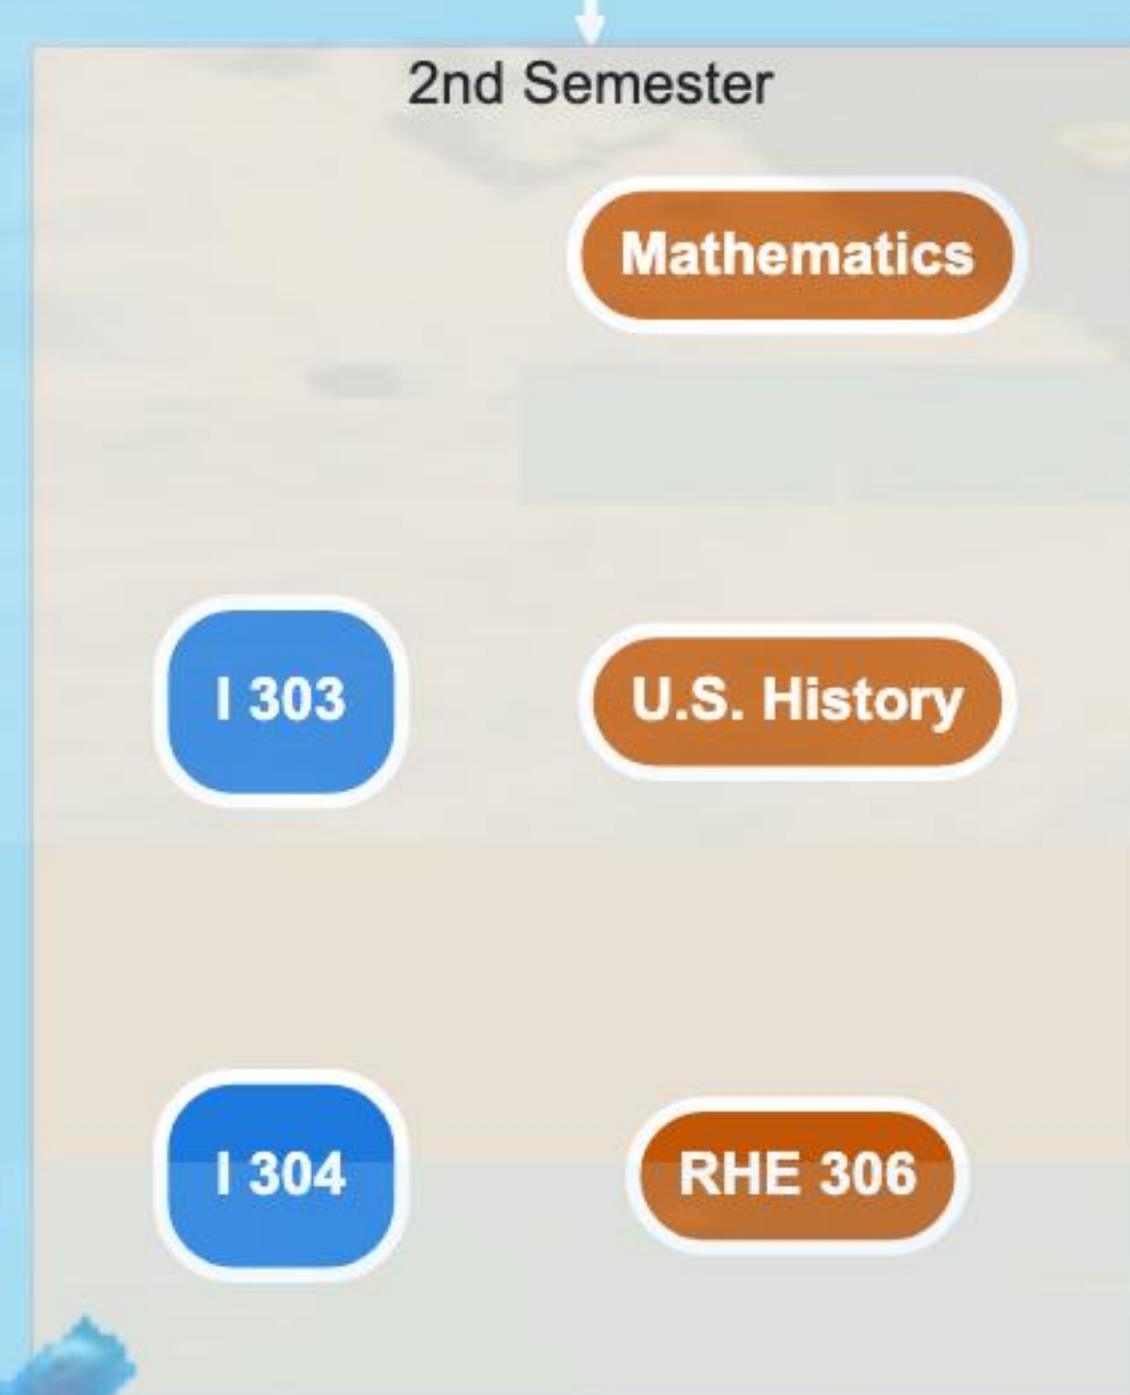 2nd Semester
Mathematics
I 303
U.S. History
I 304
RHE 306